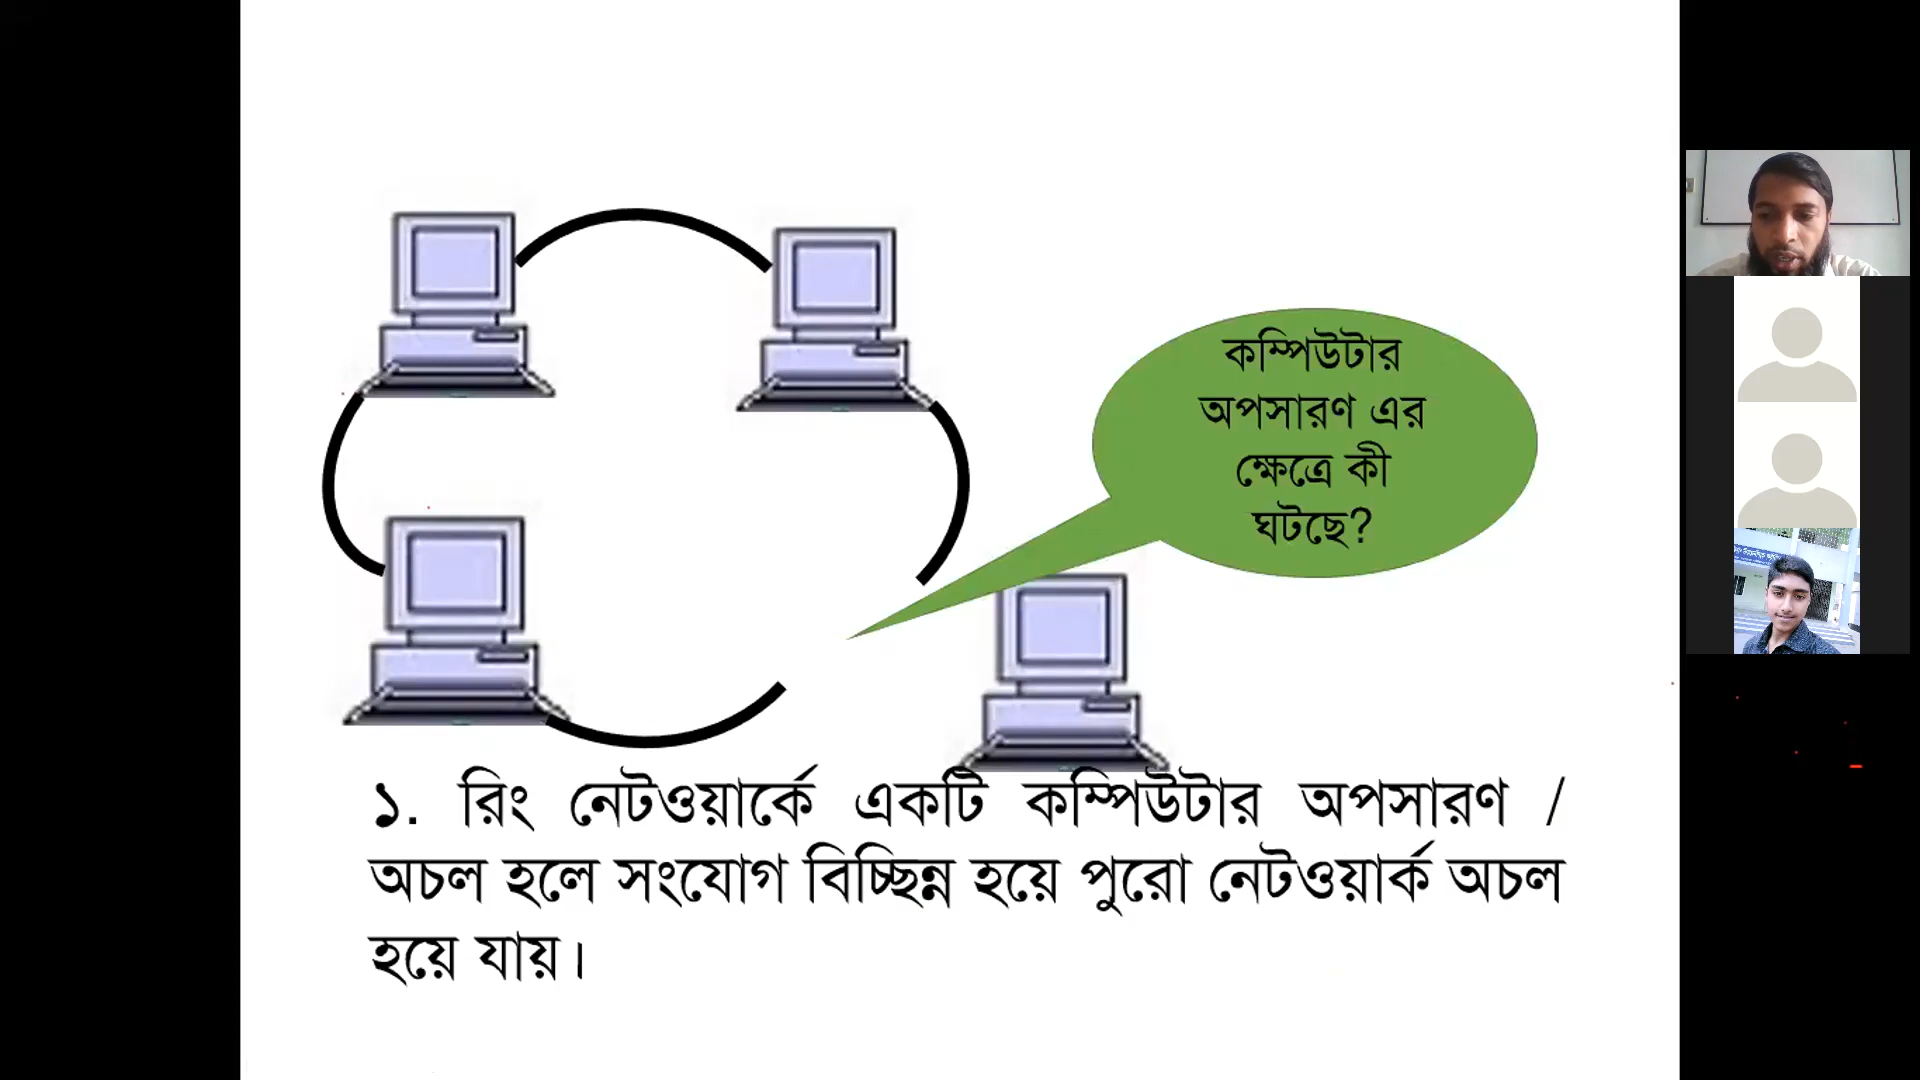 কম্পিউটার
অপসারণ এর
ক্ষেত্রে কী
ঘটছে?
১. রিং নেটওয়ার্কে একটি কম্পিউটার অপসারণ /
অচল হলে সংযোগ বিচ্ছিন্ন হয়ে পুরো নেটওয়ার্ক অচল
হয়ে যায়।